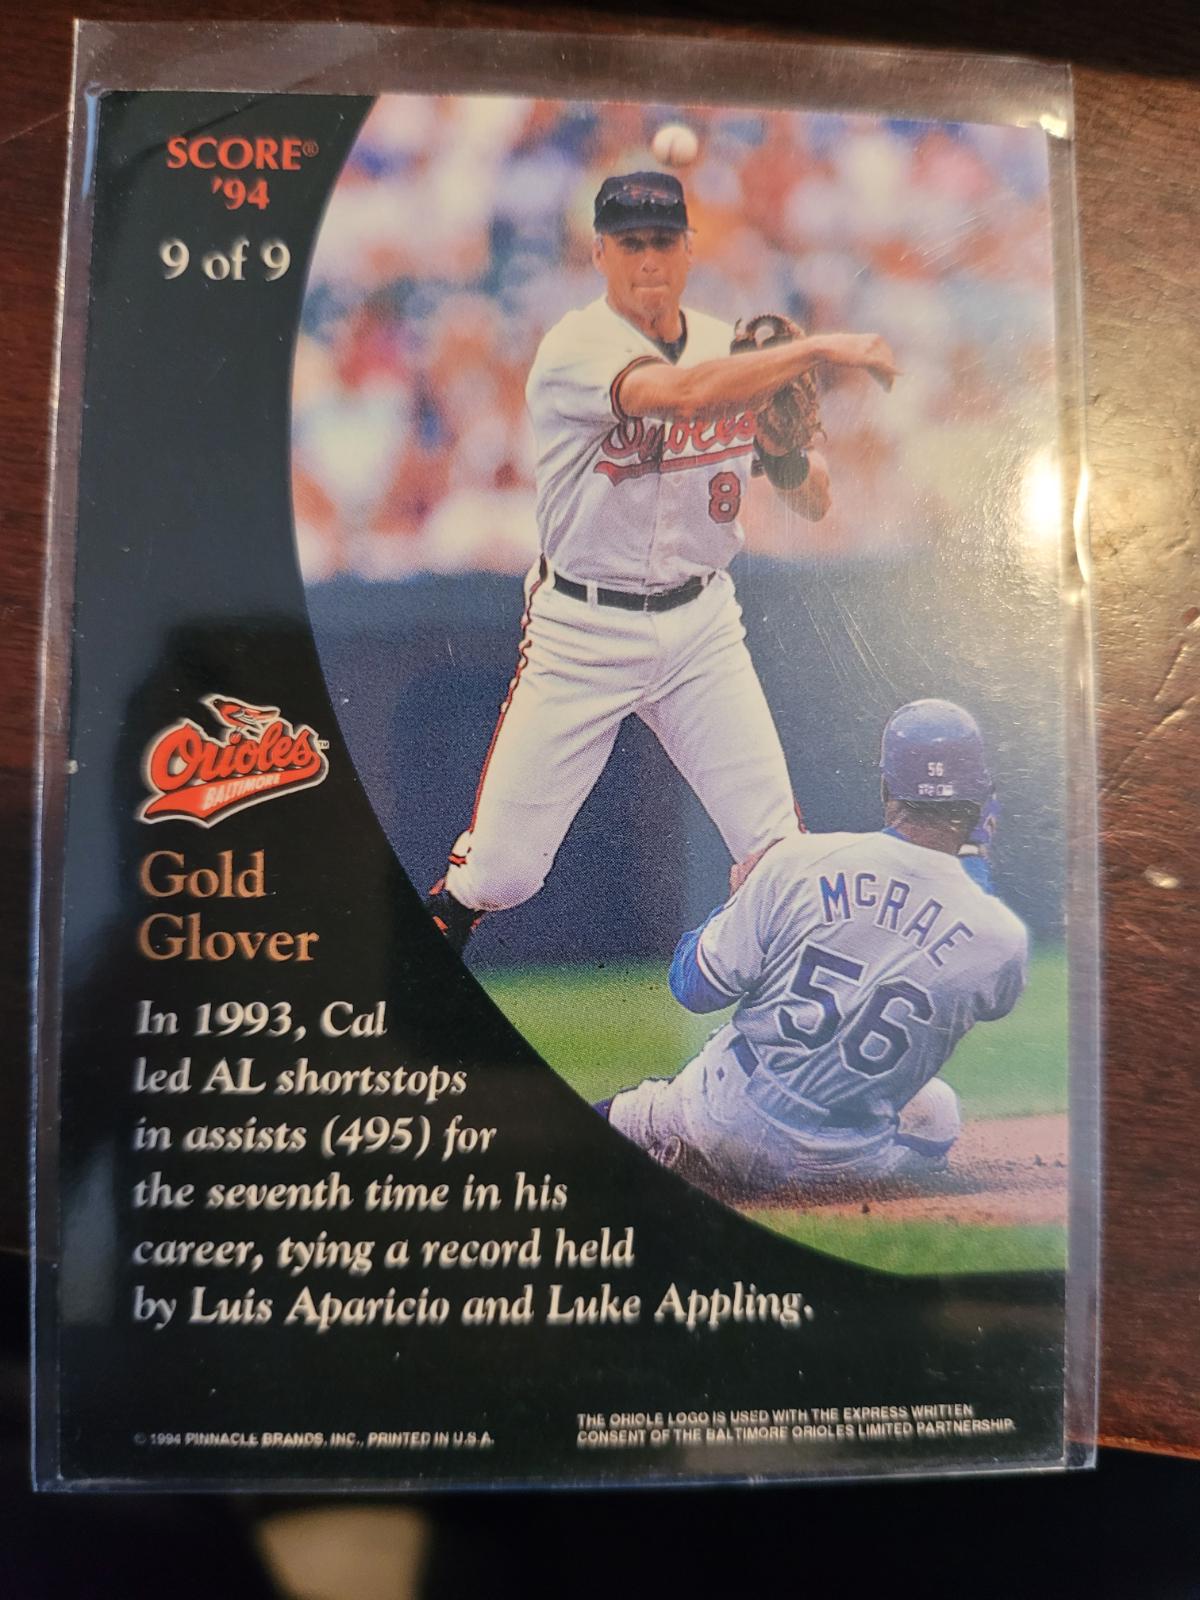 SCORE®
'94
9 of 9
Orioles
8
56
McRAE
56
Orioles™
BALTIMORE
Gold
Glover
In 1993, Cal
led AL shortstops
in assists (495) for
the seventh time in his
career, tying a record held
by Luis Aparicio and Luke Appling.
© 1994 PINNACLE BRANDS, INC., PRINTED IN U.S.A.
THE ORIOLE LOGO IS USED WITH THE EXPRESS WRITTEN
CONSENT OF THE BALTIMORE ORIOLES LIMITED PARTNERSHIP.